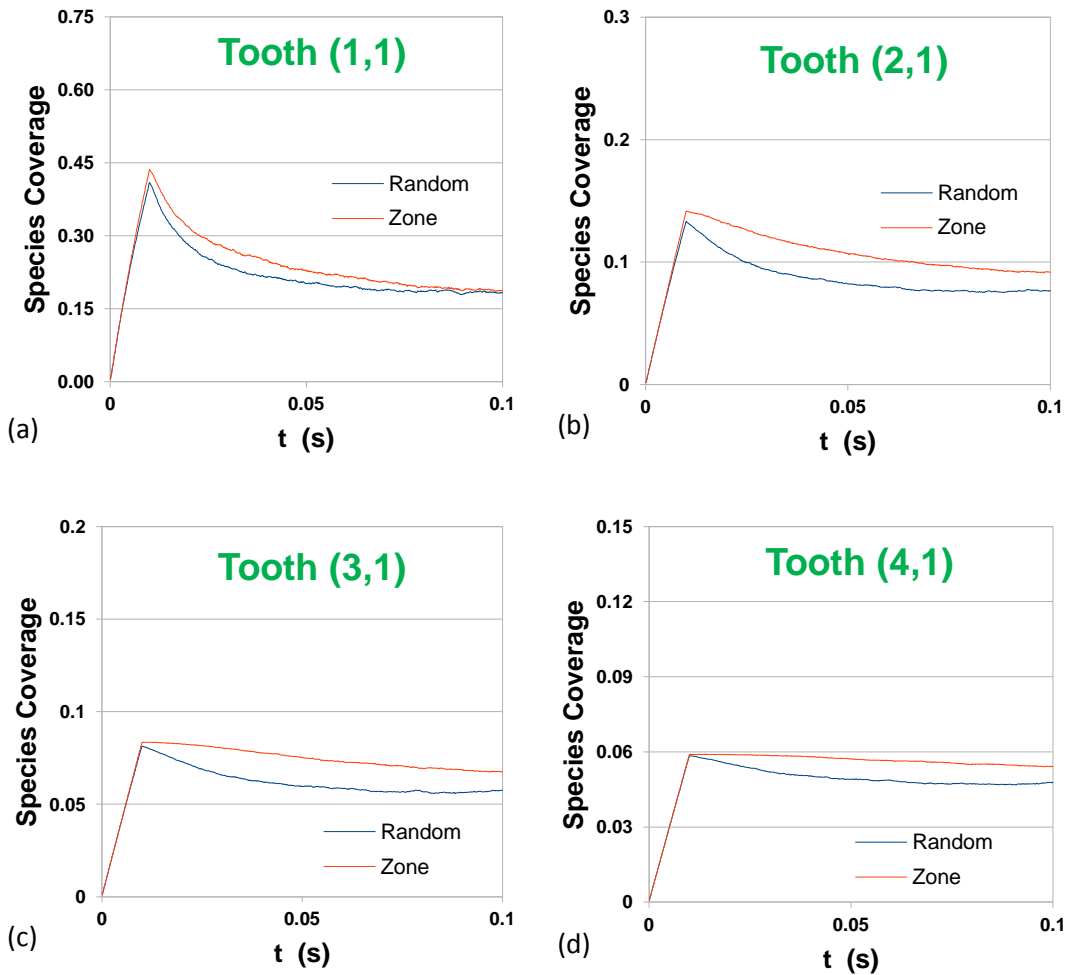 Tooth (1,1)
Species Coverage
0.75
0.60
0.45
0.30
0.15
0.00
Random
Zone
0
0.05
0.1
t (s)
(a)
Tooth (2,1)
Species Coverage
0.3
0.2
0.1
0
Random
Zone
0
0.05
0.1
t (s)
(b)
Tooth (3,1)
Species Coverage
0.2
0.15
0.1
0.05
0
Random
Zone
0
0.05
0.1
t (s)
(c)
Tooth (4,1)
Species Coverage
0.15
0.12
0.09
0.06
0.03
0
Random
Zone
0
0.05
0.1
t (s)
(d)